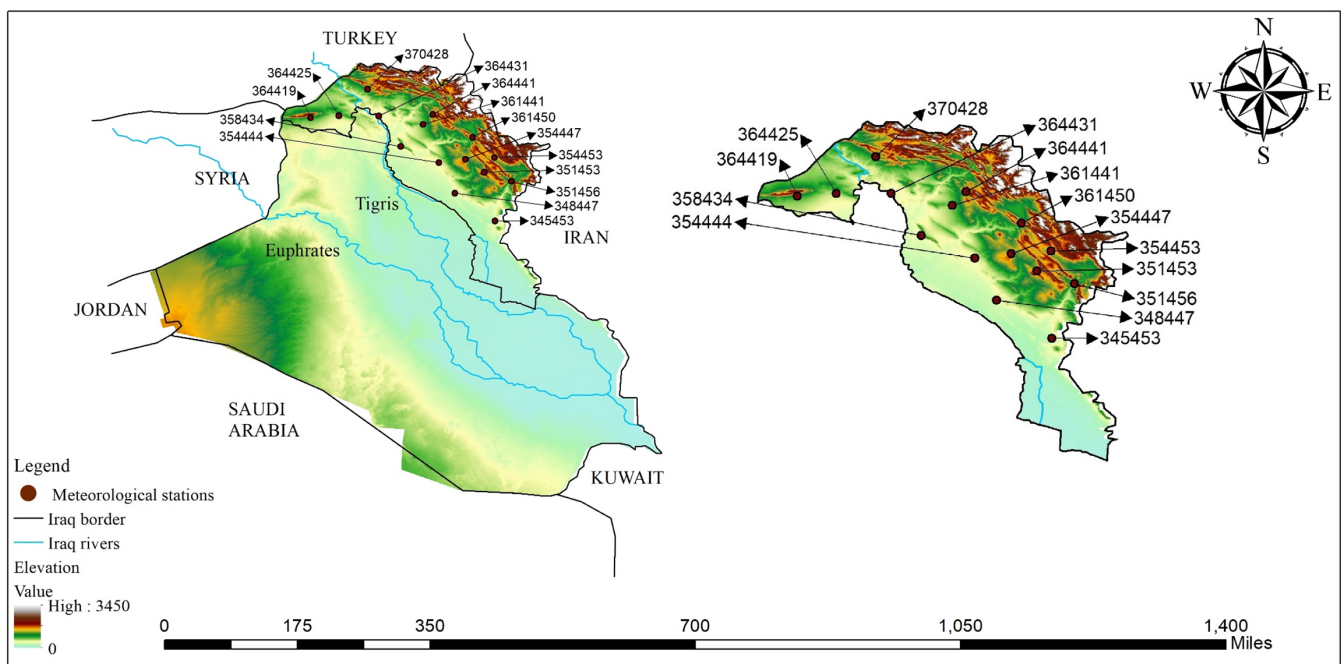 TURKEY
370428
364425
364431
364419
364441
361441
358434
361450
354444
354447
354453
351453
351456
348447
345453
SYRIA
Tigris
IRAN
Euphrates
JORDAN
SAUDI
ARABIA
KUWAIT
N
W
E
S
370428
364425
364431
364419
364441
361441
358434
361450
354444
354447
354453
351453
351456
348447
345453
Legend
Meteorological stations
Iraq border
Iraq rivers
Elevation
Value
High : 3450
0
0 175 350 700 1,050 1,400
Miles